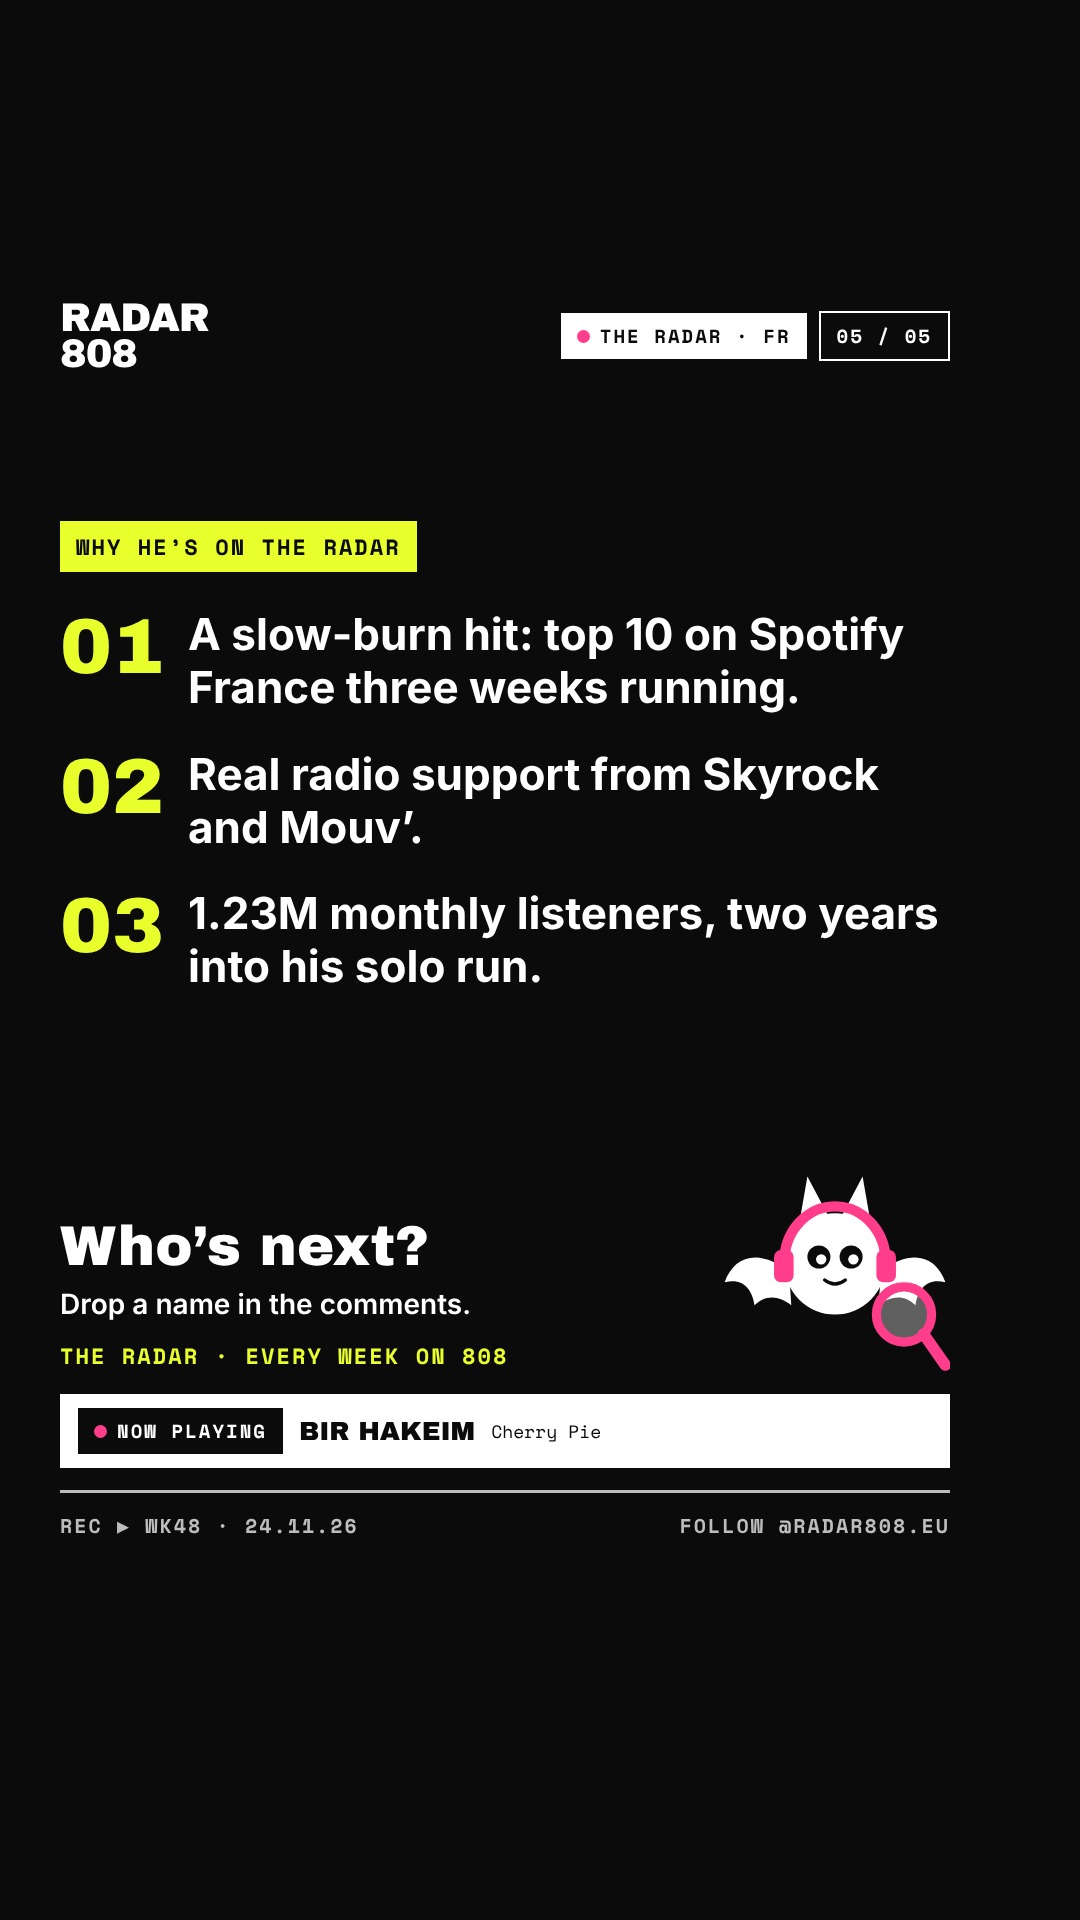 RADAR
808
THE RADAR · FR
05 / 05
WHY HE’S ON THE RADAR
01 A slow-burn hit: top 10 on Spotify
France three weeks running.
02 Real radio support from Skyrock
and Mouv’.
03 1.23M monthly listeners, two years
into his solo run.
Who’s next?
Drop a name in the comments.
THE RADAR · EVERY WEEK ON 808
NOW PLAYING BIR HAKEIM Cherry Pie
REC ▶ WK48 · 24.11.26
FOLLOW @RADAR808.EU